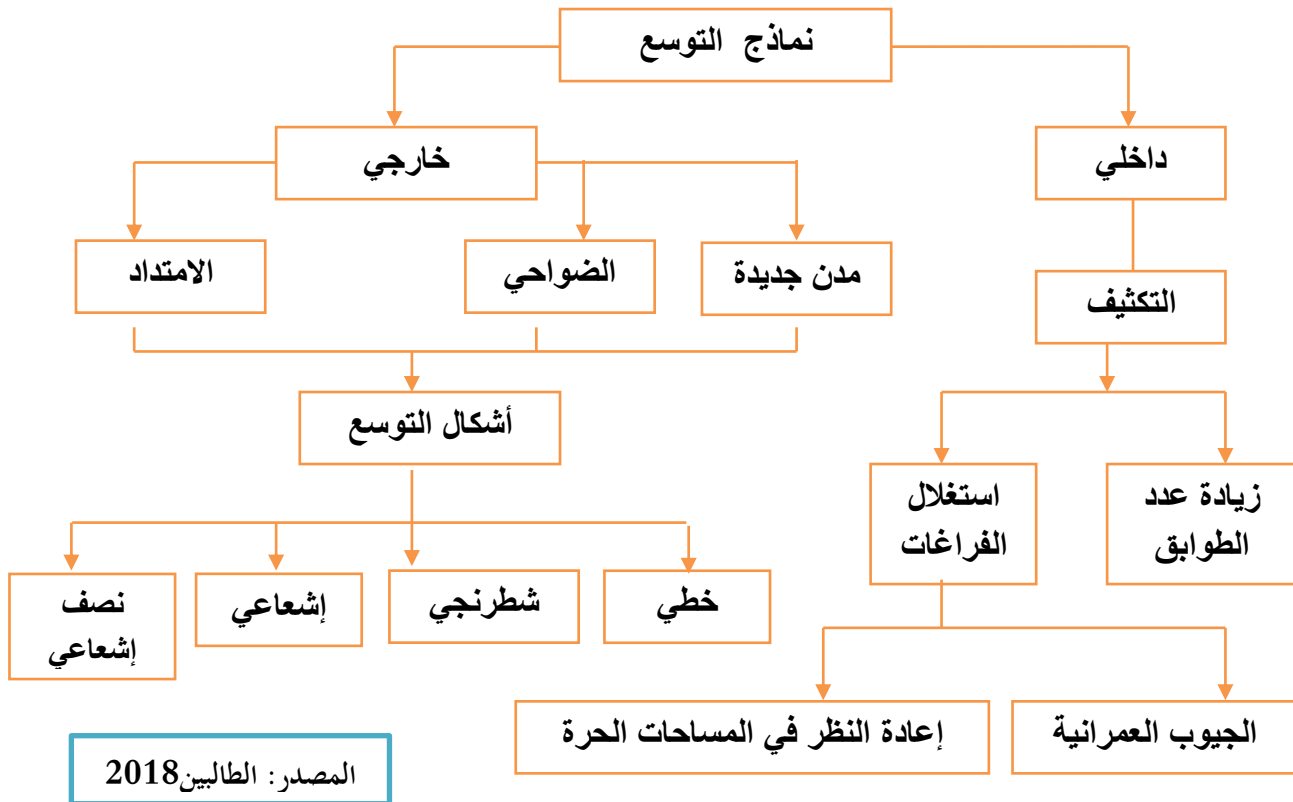 نماذج التوسع
داخلي
خارجي
مدن جديدة
الضواحي
الامتداد
التكثيف
أشكال التوسع
زيادة عدد
الطوابق
استغلال
الفراغات
خطي
شطرنجي
إشعاعي
نصف
إشعاعي
الجيوب العمرانية
إعادة النظر في المساحات الحرة
المصدر: الطالبين2018